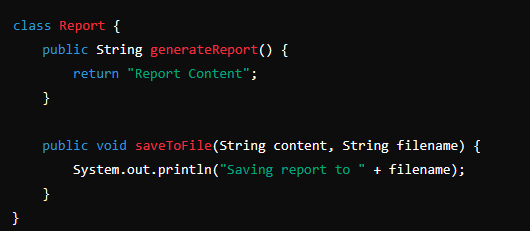 class Report {
    public String generateReport() {
        return "Report Content";
    }

    public void saveToFile(String content, String filename) {
        System.out.println("Saving report to " + filename);
    }
}